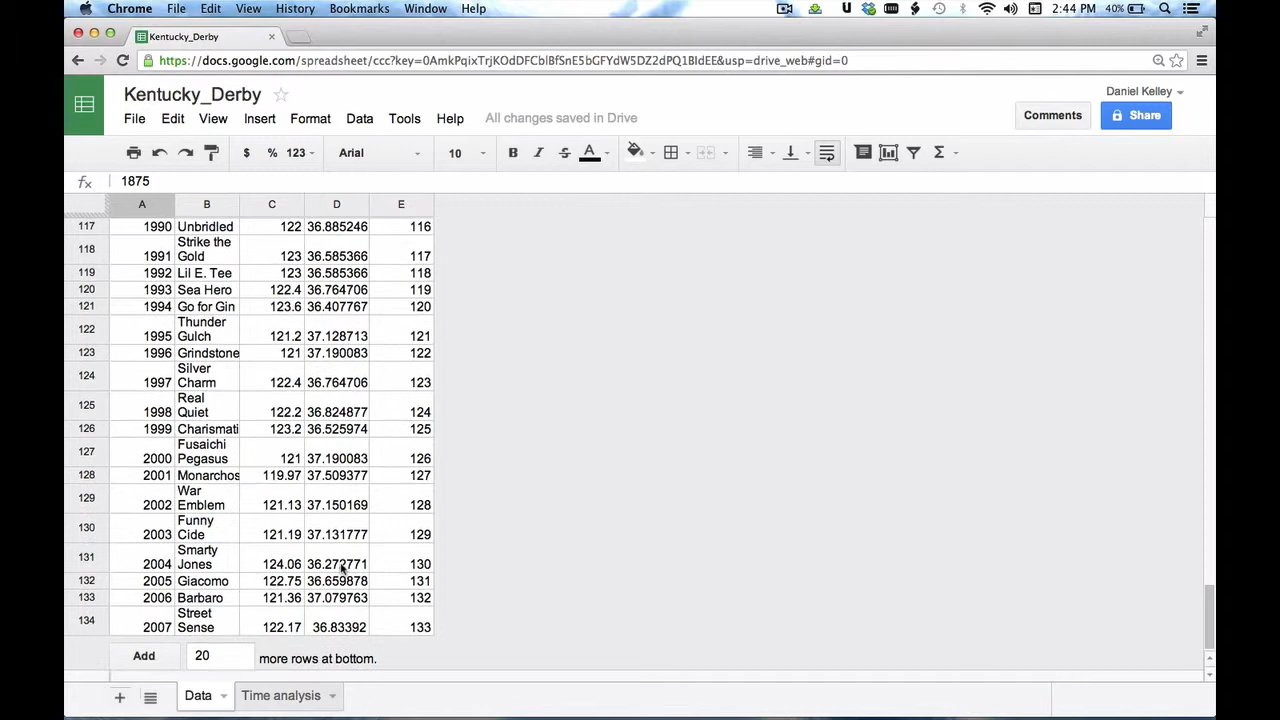 Chrome File Edit View History Bookmarks Window Help 2:44 PM 40%
Kentucky_Derby
https://docs.google.com/spreadsheet/ccc?key=0AmkPqixTrjKOdDFCblBfSnE5bGFYdW5DZ2dPQ1BIdEE&usp=drive_web#gid=0
Kentucky_Derby Daniel Kelley
File Edit View Insert Format Data Tools Help All changes saved in Drive Comments Share
$ % 123 Arial 10 B I S A Σ
fx 1875
A B C D E
117 1990 Unbridled 122 36.885246 116
118 1991 Strike the Gold 123 36.585366 117
119 1992 Lil E. Tee 123 36.585366 118
120 1993 Sea Hero 122.4 36.764706 119
121 1994 Go for Gin 123.6 36.407767 120
122 1995 Thunder Gulch 121.2 37.128713 121
123 1996 Grindstone 121 37.190083 122
124 1997 Silver Charm 122.4 36.764706 123
125 1998 Real Quiet 122.2 36.824877 124
126 1999 Charismati 123.2 36.525974 125
127 2000 Fusaichi Pegasus 121 37.190083 126
128 2001 Monarchos 119.97 37.509377 127
129 2002 War Emblem 121.13 37.150169 128
130 2003 Funny Cide 121.19 37.131777 129
131 2004 Smarty Jones 124.06 36.272771 130
132 2005 Giacomo 122.75 36.659878 131
133 2006 Barbaro 121.36 37.079763 132
134 2007 Street Sense 122.17 36.83392 133
Add 20 more rows at bottom.
+ Data Time analysis